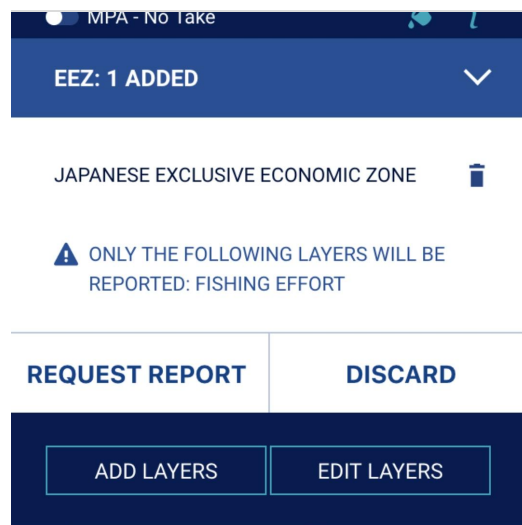 MPA - No Take
EEZ: 1 ADDED
JAPANESE EXCLUSIVE ECONOMIC ZONE
ONLY THE FOLLOWING LAYERS WILL BE
REPORTED: FISHING EFFORT
REQUEST REPORT
DISCARD
ADD LAYERS
EDIT LAYERS